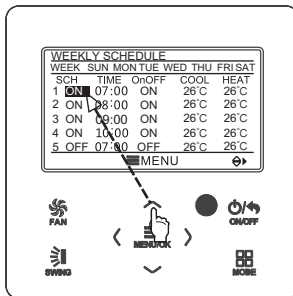 WEEKLY SCHEDULE
WEEK SUN MON TUE WED THU FRI SAT
SCH TIME OnOFF COOL HEAT
1 ON 07:00 ON 26°C 26°C
2 ON 08:00 ON 26°C 26°C
3 ON 09:00 ON 26°C 26°C
4 ON 10:00 ON 26°C 26°C
5 OFF 07:00 OFF 26°C 26°C
MENU
FAN
MENU/OK
ON/OFF
SWING
MODE